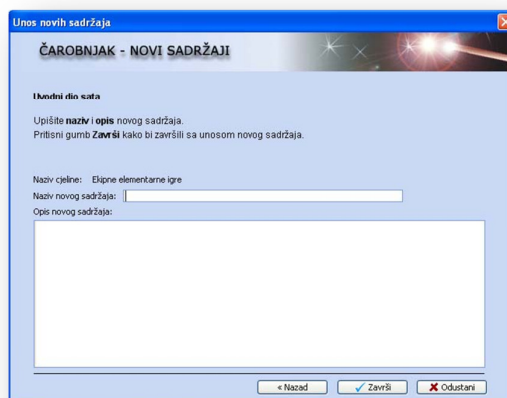 Unos novih sadržaja
ČAROBNJAK - NOVI SADRŽAJI
Uvodni dio sata
Upišite naziv i opis novog sadržaja.
Pritisni gumb Završi kako bi završili sa unosom novog sadržaja.
Naziv cjeline: Ekipne elementarne igre
Naziv novog sadržaja:
Opis novog sadržaja:
« Nazad Završi Odustani